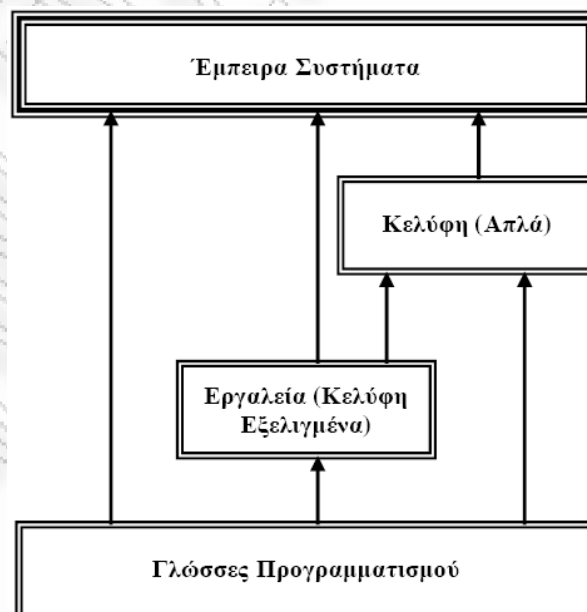 Έμπειρα Συστήματα
Κελύφη (Απλά)
Εργαλεία (Κελύφη
Εξελιγμένα)
Γλώσσες Προγραμματισμού